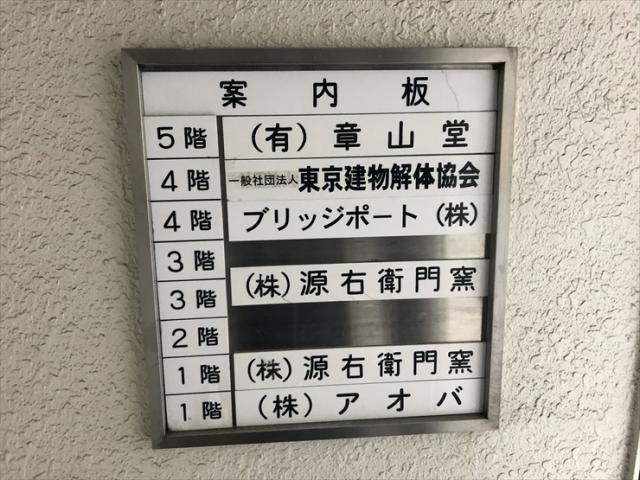 案内板
5階 (有)章山堂
4階 一般社団法人東京建物解体協会
4階 ブリッジポート(株)
3階
3階 (株)源右衛門窯
2階
1階 (株)源右衛門窯
1階 (株)アオバ